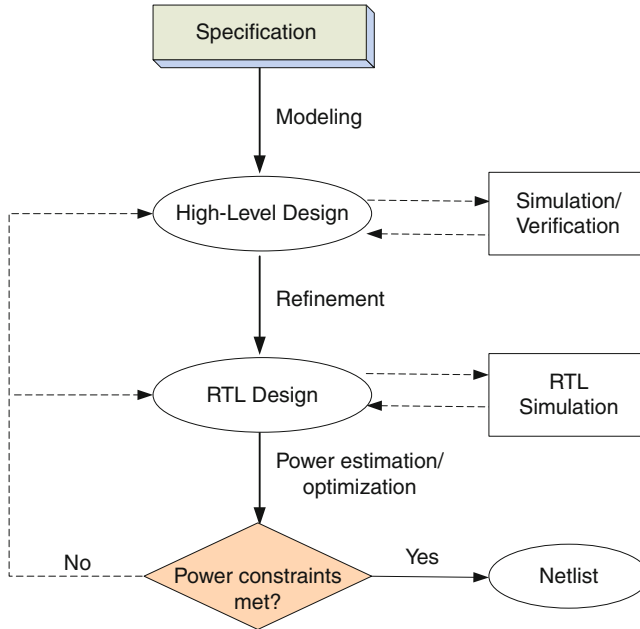 Specification
Modeling
High-Level Design
Simulation/
Verification
Refinement
RTL Design
RTL
Simulation
Power estimation/
optimization
No
Power constraints
met?
Yes
Netlist